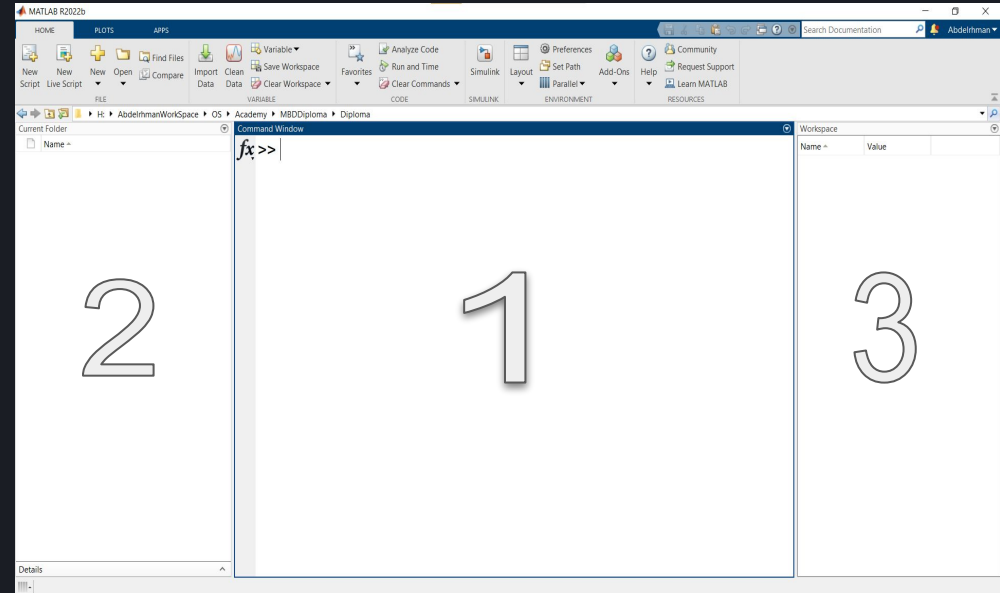 MATLAB R2022b
HOME PLOTS APPS
Search Documentation
Abdelrhman
New Script
New Live Script
New
Open
Find Files
Compare
Import Data
Clean Data
Variable
Save Workspace
Clear Workspace
Favorites
Analyze Code
Run and Time
Clear Commands
Simulink
Layout
Preferences
Set Path
Parallel
Add-Ons
Help
Community
Request Support
Learn MATLAB
FILE VARIABLE CODE SIMULINK ENVIRONMENT RESOURCES
H: AbdelrhmanWorkSpace OS Academy MBDDiploma Diploma
Current Folder
Name
2
Details
Command Window
fx >>
1
Workspace
Name Value
3